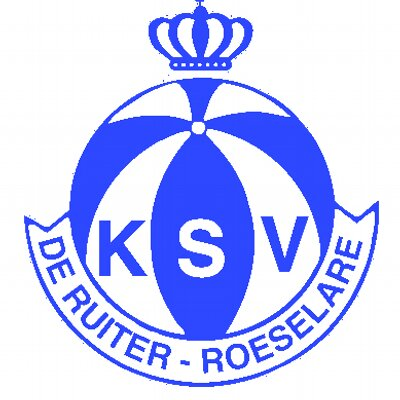 KSV
DE RUITER - ROESELARE